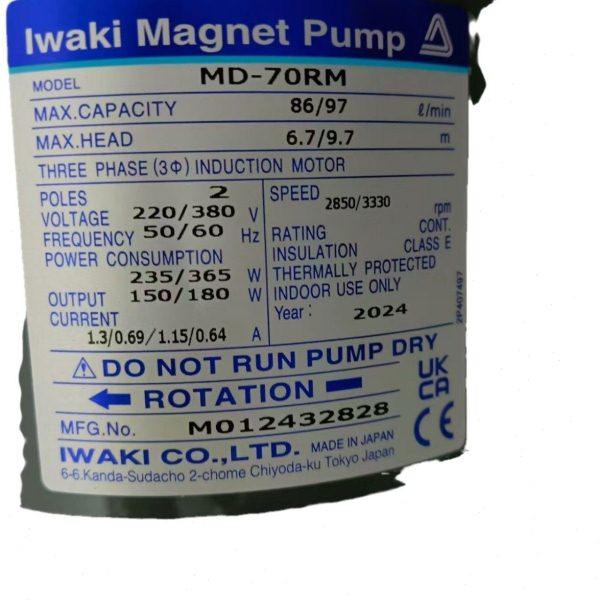 Iwaki Magnet Pump
MODEL MD-70RM
MAX.CAPACITY 86/97 ℓ/min
MAX.HEAD 6.7/9.7 m
THREE PHASE (3Φ) INDUCTION MOTOR
POLES 2
VOLTAGE 220/380 V
FREQUENCY 50/60 Hz
POWER CONSUMPTION
235/365 W
OUTPUT 150/180 W
CURRENT
1.3/0.69/1.15/0.64 A
SPEED
2850/3330 rpm
RATING CONT.
INSULATION CLASS E
THERMALLY PROTECTED
INDOOR USE ONLY
Year: 2024
2P407497
DO NOT RUN PUMP DRY
ROTATION
UK
CA
CE
MFG.No. M012432828
IWAKI CO.,LTD. MADE IN JAPAN
6-6.Kanda-Sudacho 2-chome Chiyoda-ku Tokyo Japan